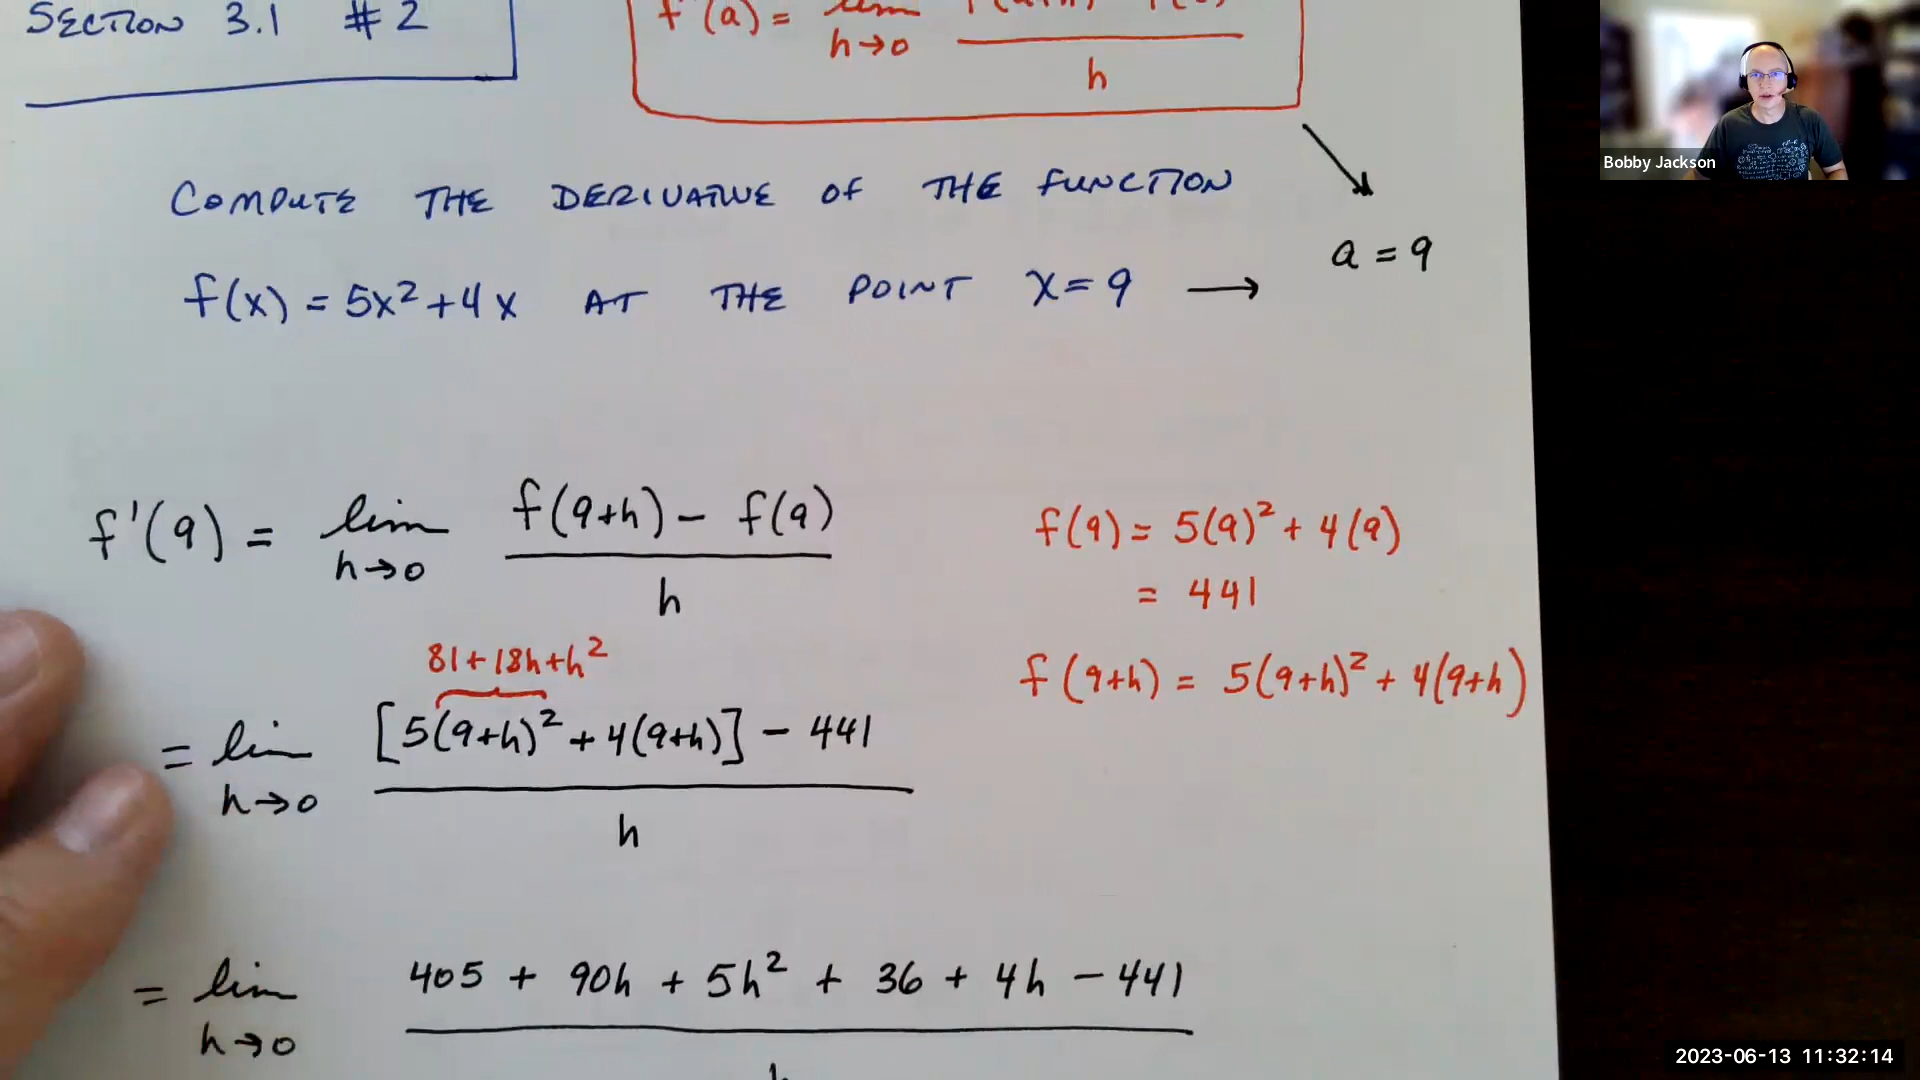 SECTION 3.1 #2
f'(a) = lim
h→0
h
COMPUTE THE DERIVATIVE OF THE FUNCTION
f(x) = 5x²+4x AT THE POINT x=9 →
a = 9
f'(9) = lim f(9+h) - f(9)
h→0 h
f(9) = 5(9)² + 4(9)
= 441
f(9+h) = 5(9+h)² + 4(9+h)
81+18h+h²
= lim [5(9+h)² + 4(9+h)] - 441
h→0 h
= lim 405 + 90h + 5h² + 36 + 4h - 441
h→0
Bobby Jackson
2023-06-13 11:32:14